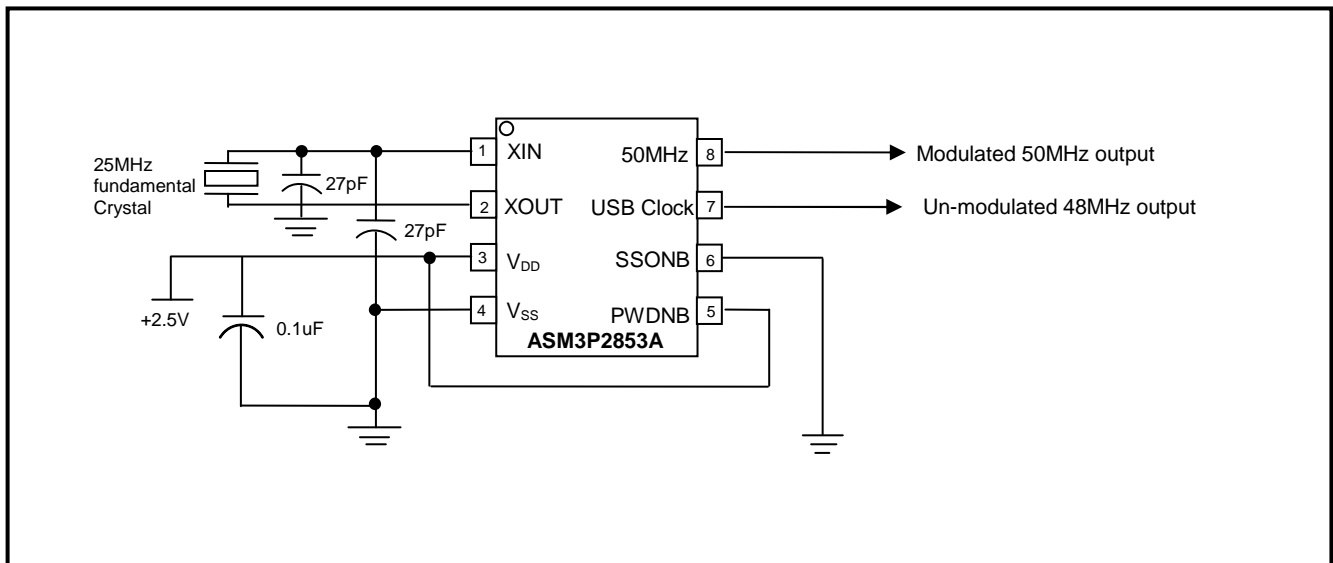 25MHz
fundamental
Crystal
27pF
27pF
+2.5V
0.1uF
1 XIN
2 XOUT
3 VDD
4 VSS
50MHz 8
USB Clock 7
SSONB 6
PWDNB 5
ASM3P2853A
Modulated 50MHz output
Un-modulated 48MHz output